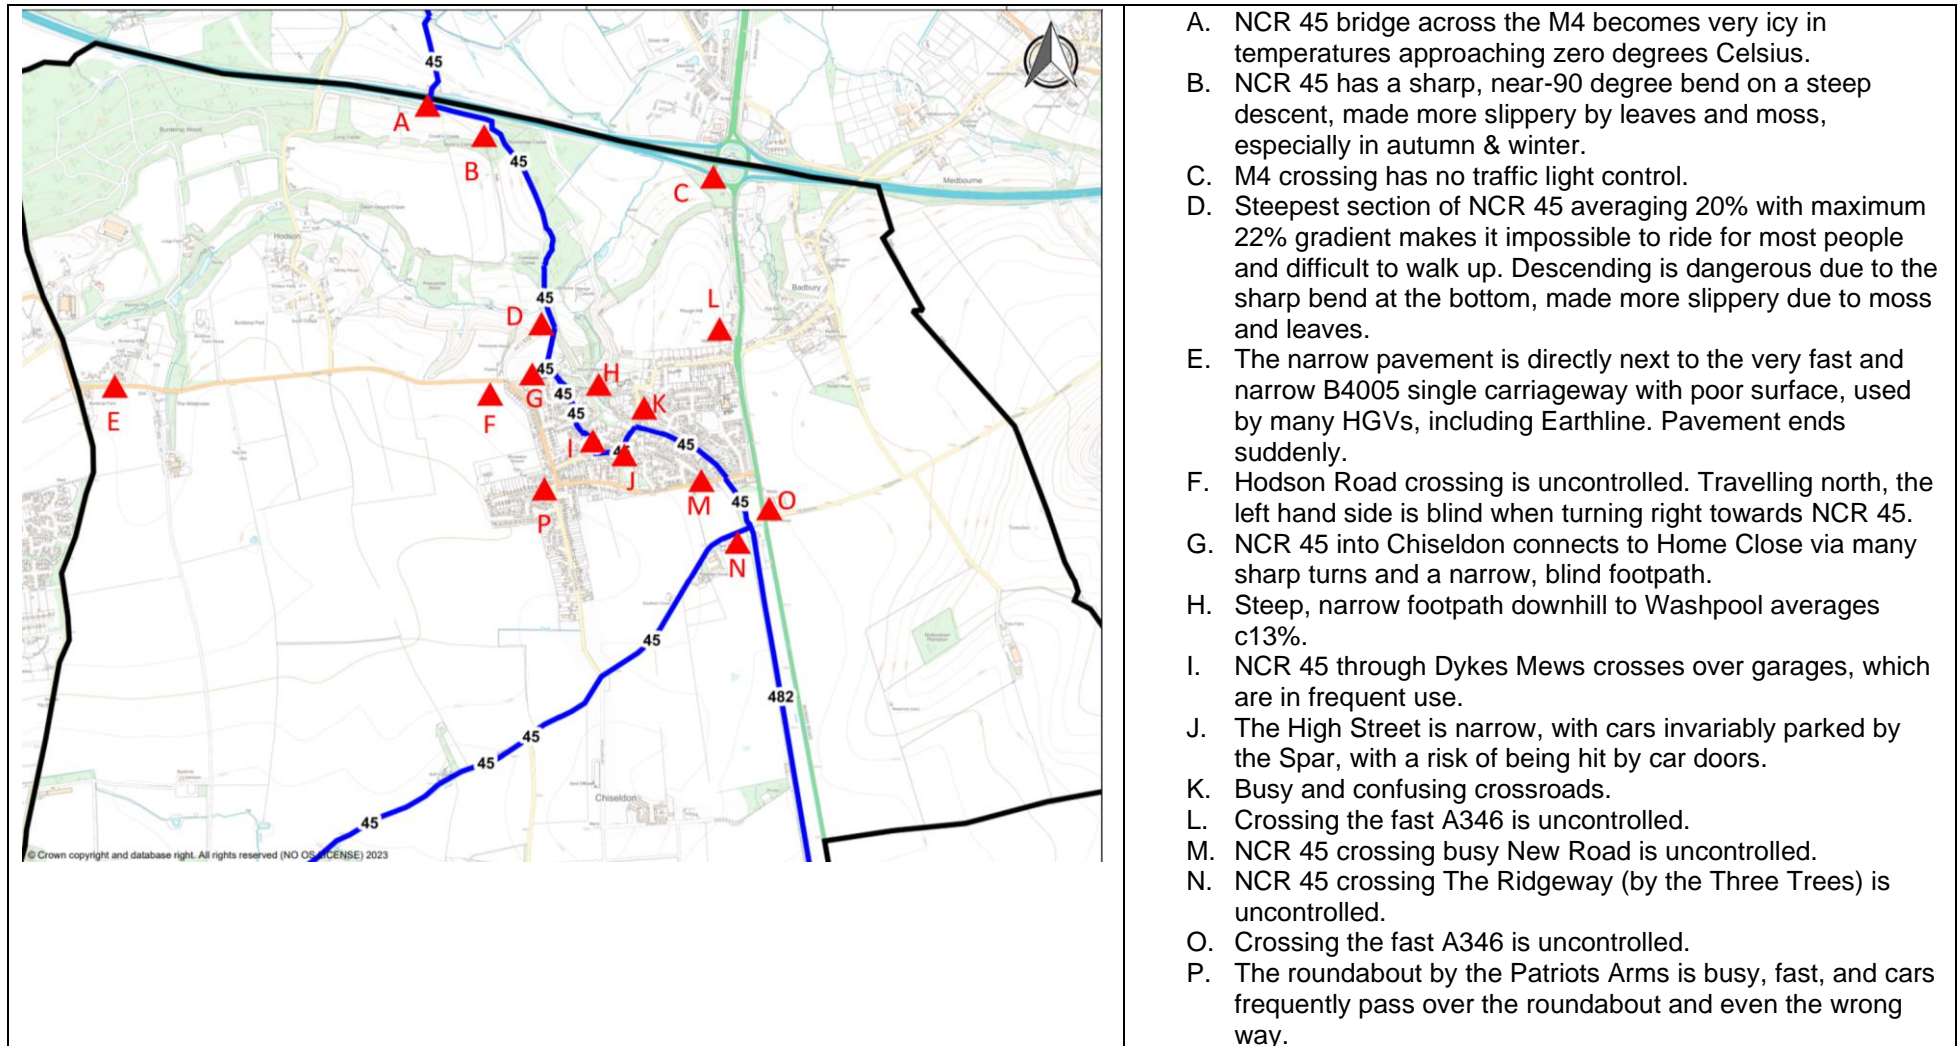 45
A
B
45
C
Medbourne
Burderop Wood
Hodson
Badbury
L
45
D
45
H
G
45
K
E
F
45
I
45
J
M
45
O
P
N
45
482
45
45
Chiseldon
45
© Crown copyright and database right. All rights reserved (NO OS LICENSE) 2023
A. NCR 45 bridge across the M4 becomes very icy in
temperatures approaching zero degrees Celsius.
B. NCR 45 has a sharp, near-90 degree bend on a steep
descent, made more slippery by leaves and moss,
especially in autumn & winter.
C. M4 crossing has no traffic light control.
D. Steepest section of NCR 45 averaging 20% with maximum
22% gradient makes it impossible to ride for most people
and difficult to walk up. Descending is dangerous due to the
sharp bend at the bottom, made more slippery due to moss
and leaves.
E. The narrow pavement is directly next to the very fast and
narrow B4005 single carriageway with poor surface, used
by many HGVs, including Earthline. Pavement ends
suddenly.
F. Hodson Road crossing is uncontrolled. Travelling north, the
left hand side is blind when turning right towards NCR 45.
G. NCR 45 into Chiseldon connects to Home Close via many
sharp turns and a narrow, blind footpath.
H. Steep, narrow footpath downhill to Washpool averages
c13%.
I. NCR 45 through Dykes Mews crosses over garages, which
are in frequent use.
J. The High Street is narrow, with cars invariably parked by
the Spar, with a risk of being hit by car doors.
K. Busy and confusing crossroads.
L. Crossing the fast A346 is uncontrolled.
M. NCR 45 crossing busy New Road is uncontrolled.
N. NCR 45 crossing The Ridgeway (by the Three Trees) is
uncontrolled.
O. Crossing the fast A346 is uncontrolled.
P. The roundabout by the Patriots Arms is busy, fast, and cars
frequently pass over the roundabout and even the wrong
way.